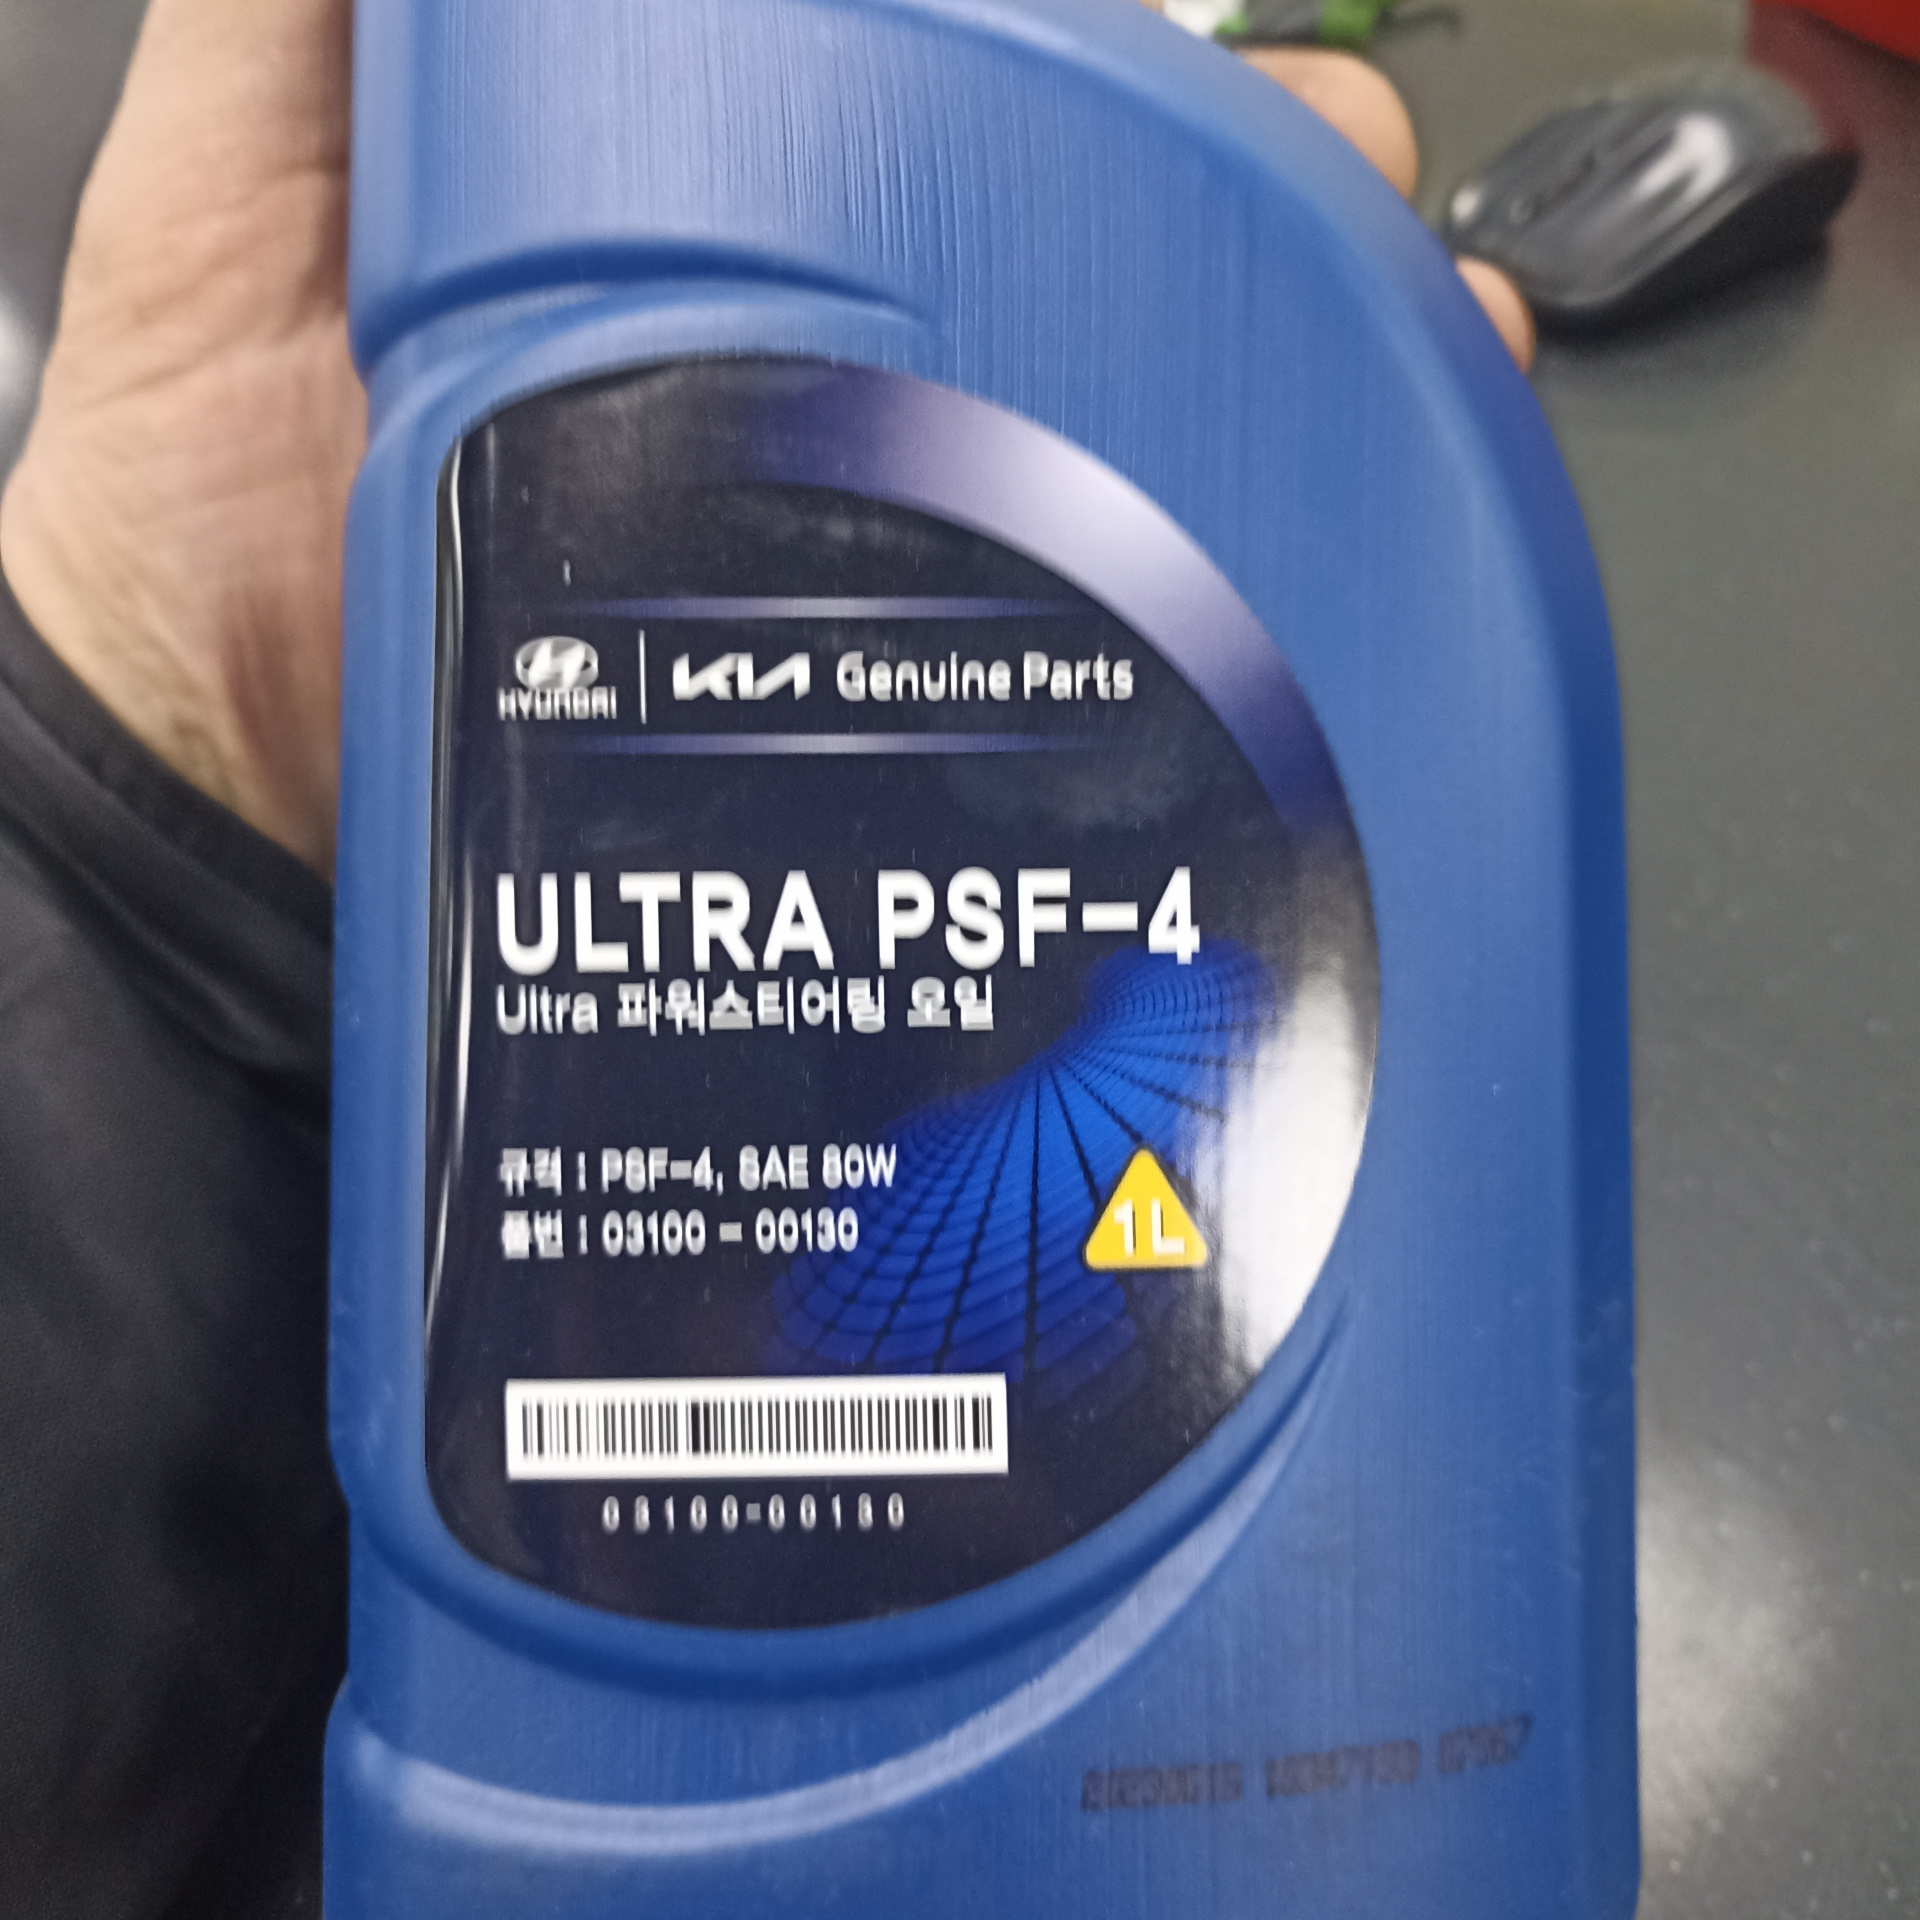 HYUNDAI
KIA Genuine Parts
ULTRA PSF-4
Ultra 파워스티어링 오일
규격 : PSF-4, SAE 80W
품번 : 03100 - 00130
1L
03100-00130